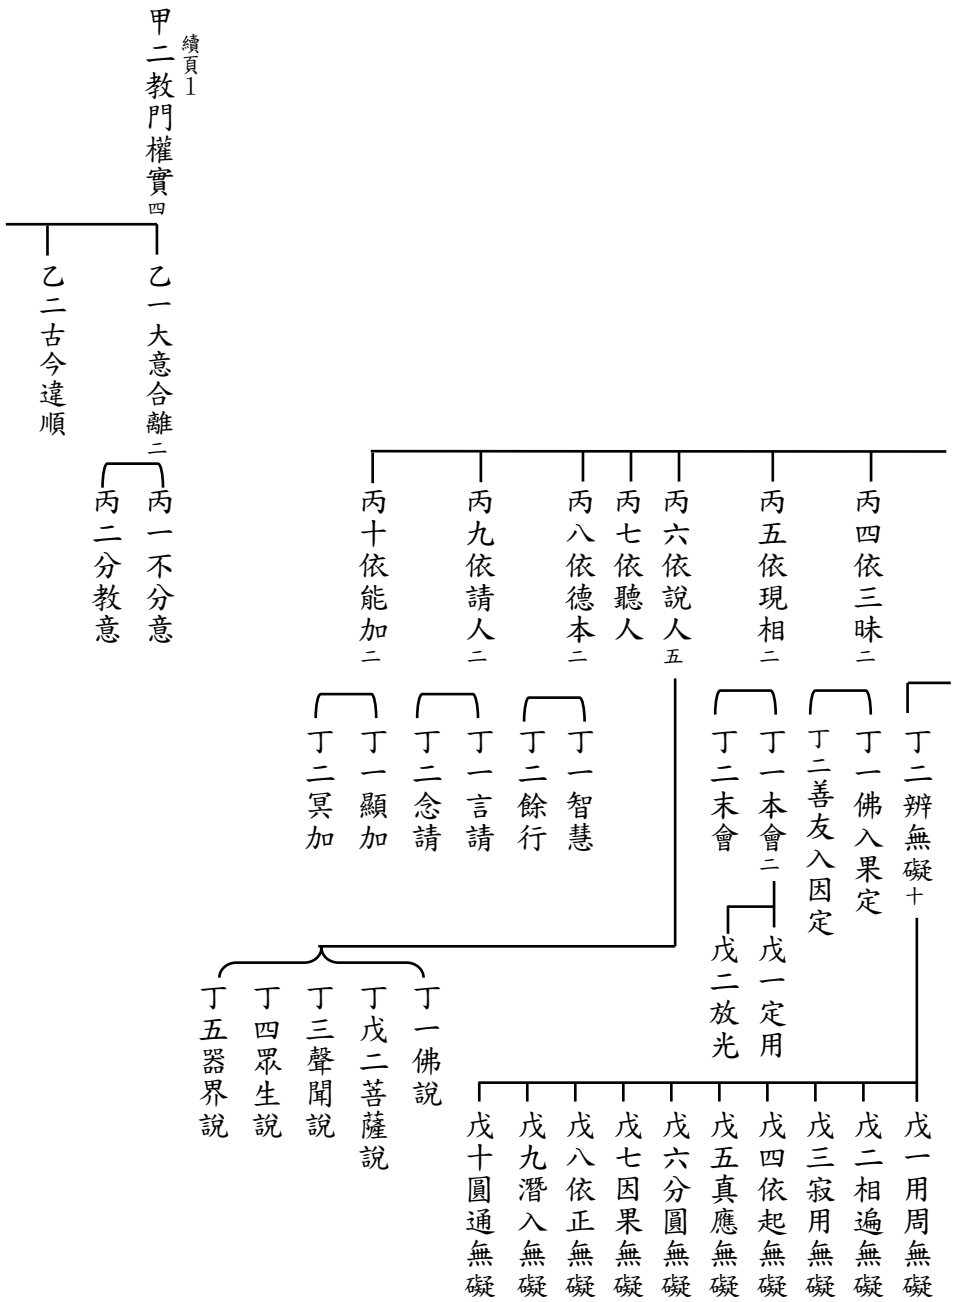 丙四依三昧二
丙五依現相二
丙六依說人五
丙七依聽人
丙八依德本二
丙九依請人二
丙十依能加二
丁二辨無礙十
丁一佛入果定
丁二善友入因定
丁一本會二
丁二末會
丁一智慧
丁二餘行
丁一言請
丁二念請
丁一顯加
丁二冥加
戊一定用
戊二放光
丁一佛說
丁戊二菩薩說
丁三聲聞說
丁四眾生說
丁五器界說
戊一用周無礙
戊二相遍無礙
戊三寂用無礙
戊四依起無礙
戊五真應無礙
戊六分圓無礙
戊七因果無礙
戊八依正無礙
戊九潛入無礙
戊十圓通無礙
續頁1
甲二教門權實四
乙一大意合離二
乙二古今違順
丙一不分意
丙二分教意